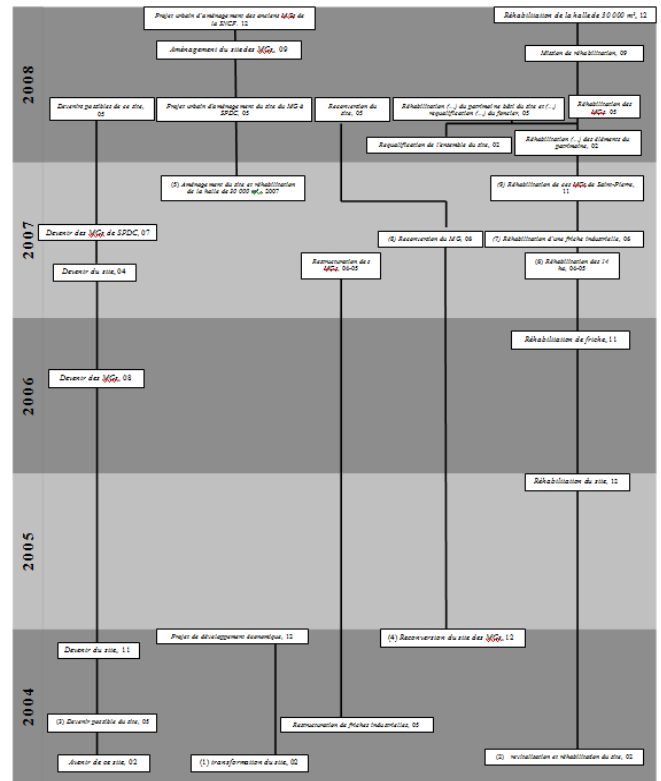 Projet urbain d'aménagement des anciens MGs de
la SNCF, 12
Réhabilitation de la halle de 30 000 m², 12
Aménagement du site des MGs, 09
Mission de réhabilitation, 09
2008
Devenirs possibles de ce site,
05
Projet urbain d'aménagement du site du MG à
SPDC, 05
Reconversion du
site, 05
Réhabilitation (...) du patrimoine bâti du site et (...)
requalification (...) du foncier, 05
Réhabilitation des
MGs, 05
Requalification de l'ensemble du site, 02
Réhabilitation (...) des éléments du
patrimoine, 02
(5) Aménagement du site et réhabilitation
de la halle de 30 000 m², 2007
(9) Réhabilitation de ces MGs de Saint-Pierre,
11
2007
Devenir des MGs de SPDC, 07
(8) Reconversion du MG, 06
(7) Réhabilitation d'une friche industrielle, 06
Devenir du site, 04
Restructuration des
MGs, 06-05
(6) Réhabilitation des 14
ha, 06-05
Réhabilitation de friche, 11
2006
Devenir des MGs, 08
Réhabilitation du site, 12
2005
Projet de développement économique, 12
(4) Reconversion du site des MGs, 12
Devenir du site, 11
2004
(3) Devenir possible du site, 05
Restructuration de friches industrielles, 05
Avenir de ce site, 02
(1) transformation du site, 02
(2) revitalisation et réhabilitation du site, 02